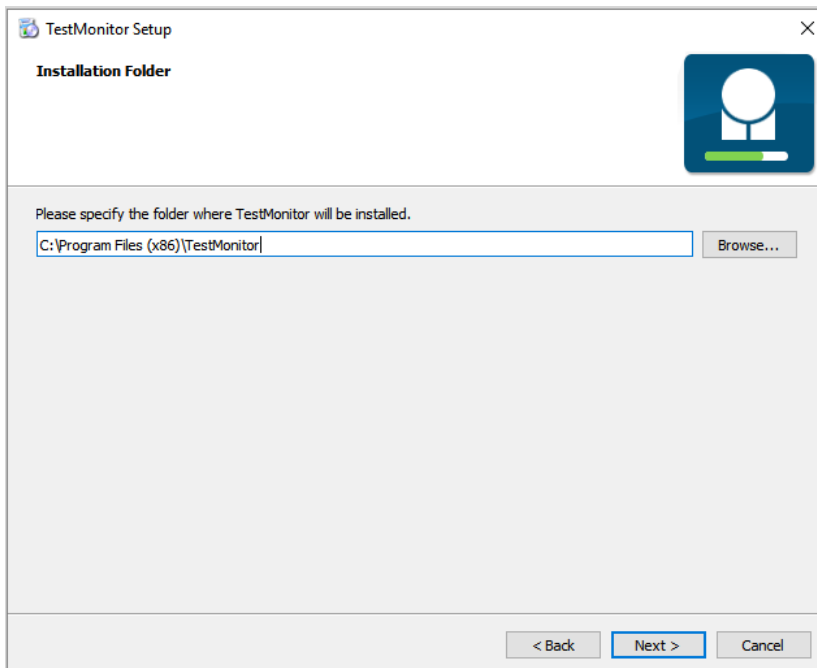 TestMonitor Setup
Installation Folder
Please specify the folder where TestMonitor will be installed.
C:\Program Files (x86)\TestMonitor
Browse...
< Back
Next >
Cancel